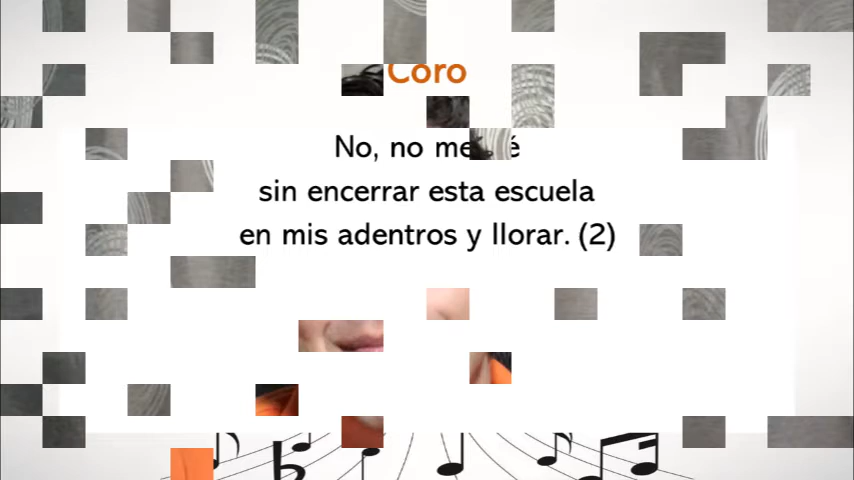 Coro
No, no me
sin encerrar esta escuela
en mis adentros y llorar. (2)